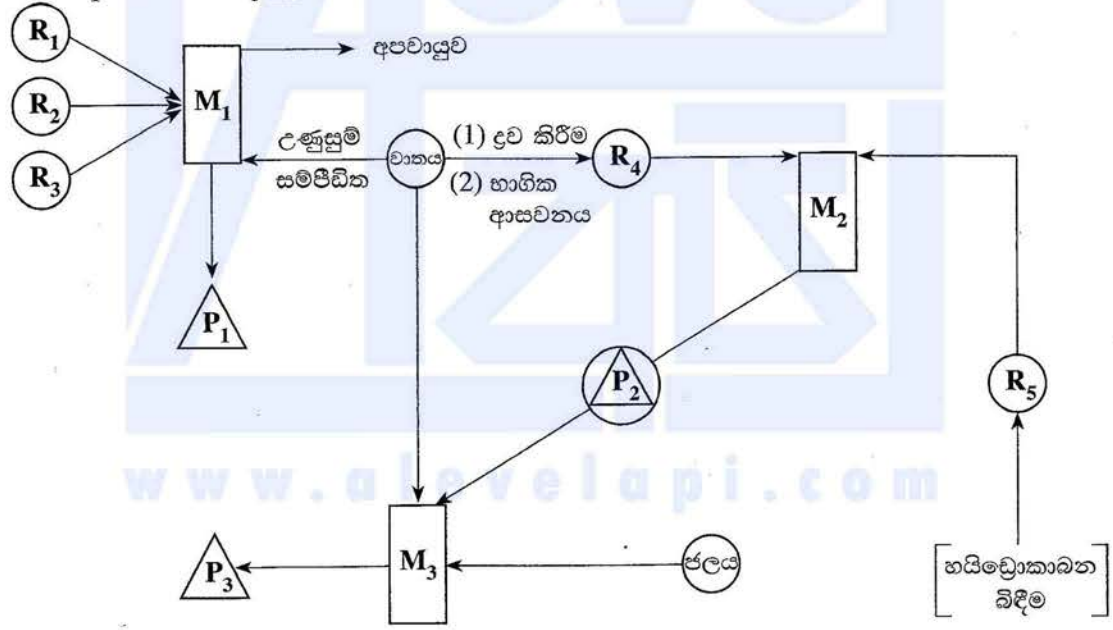 R₁
අපවායුව
M₁
R₂
උණුසුම්
සම්පීඩිත
වාතය
(1) ද්‍රව කිරීම
(2) භාගික
ආසවනය
R₄
R₃
M₂
P₁
P₂
R₅
www.alevelapi.com
M₃
P₃
ජලය
හයිඩ්‍රොකාබන
බිඳීම